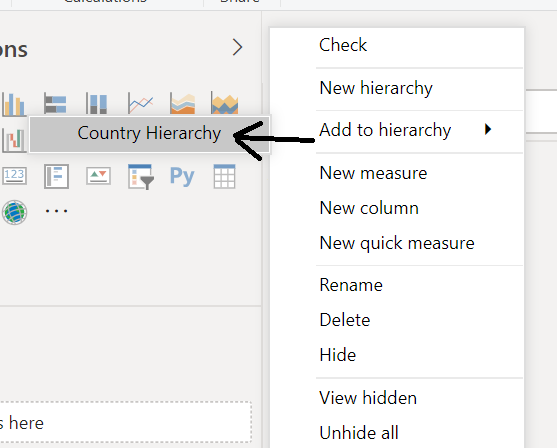 ons
Check
New hierarchy
Country Hierarchy
Add to hierarchy
123
Py
New measure
New column
New quick measure
Rename
Delete
Hide
View hidden
s here
Unhide all